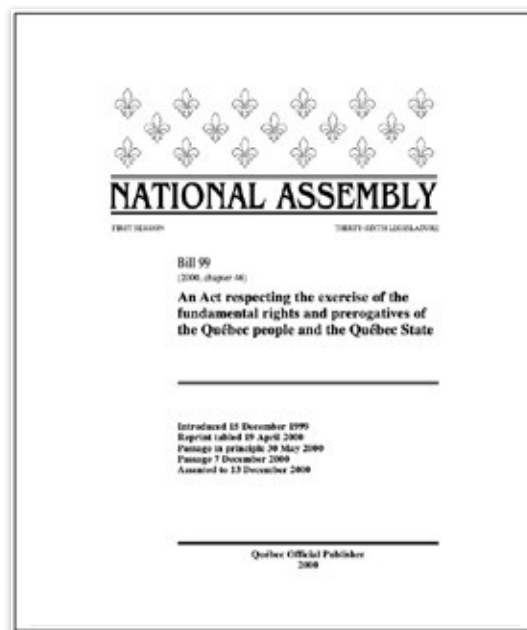 NATIONAL ASSEMBLY
FIRST SESSION THIRTY-SIXTH LEGISLATURE
Bill 99
(2000, chapter 46)
An Act respecting the exercise of the
fundamental rights and prerogatives of
the Québec people and the Québec State
Introduced 15 December 1999
Reprint tabled 19 April 2000
Passage in principle 30 May 2000
Passage 7 December 2000
Assented to 13 December 2000
Québec Official Publisher
2000